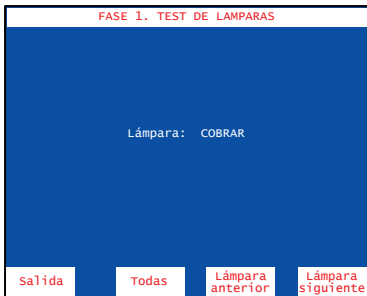 FASE 1. TEST DE LAMPARAS
Lámpara: COBRAR
Salida
Todas
Lámpara
anterior
Lámpara
siguiente